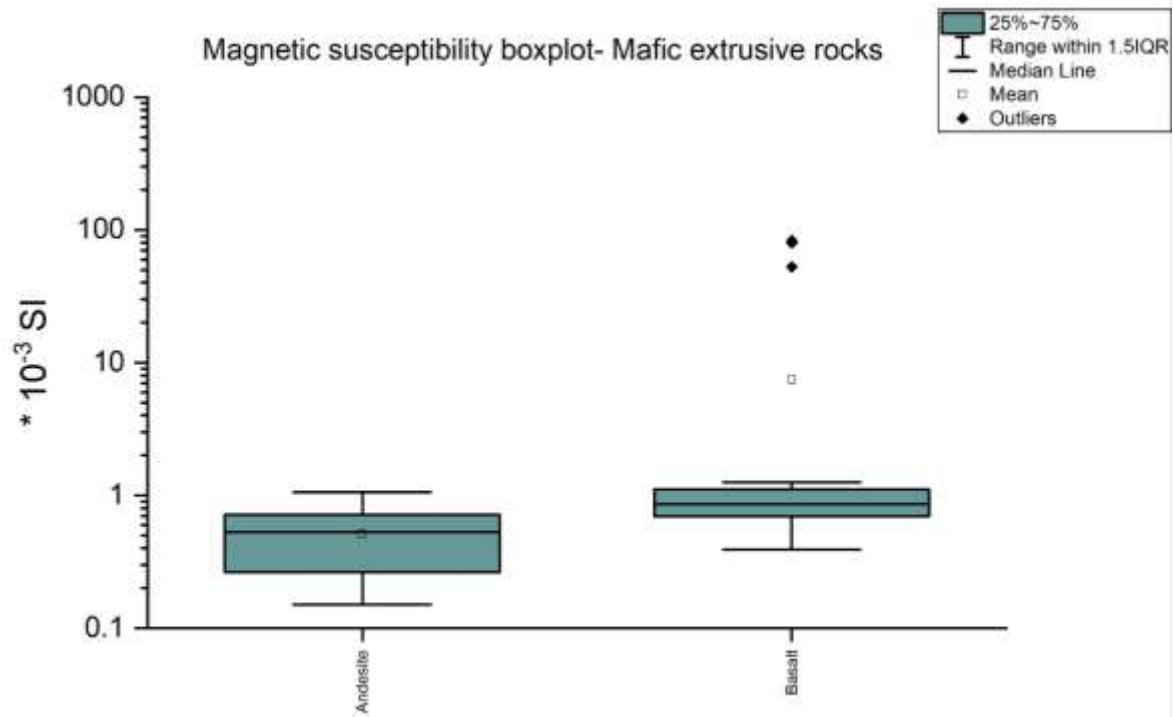 Magnetic susceptibility boxplot- Mafic extrusive rocks
25%~75%
Range within 1.5IQR
Median Line
Mean
Outliers
1000
100
10
1
0.1
* 10⁻³ SI
Andesite
Basalt